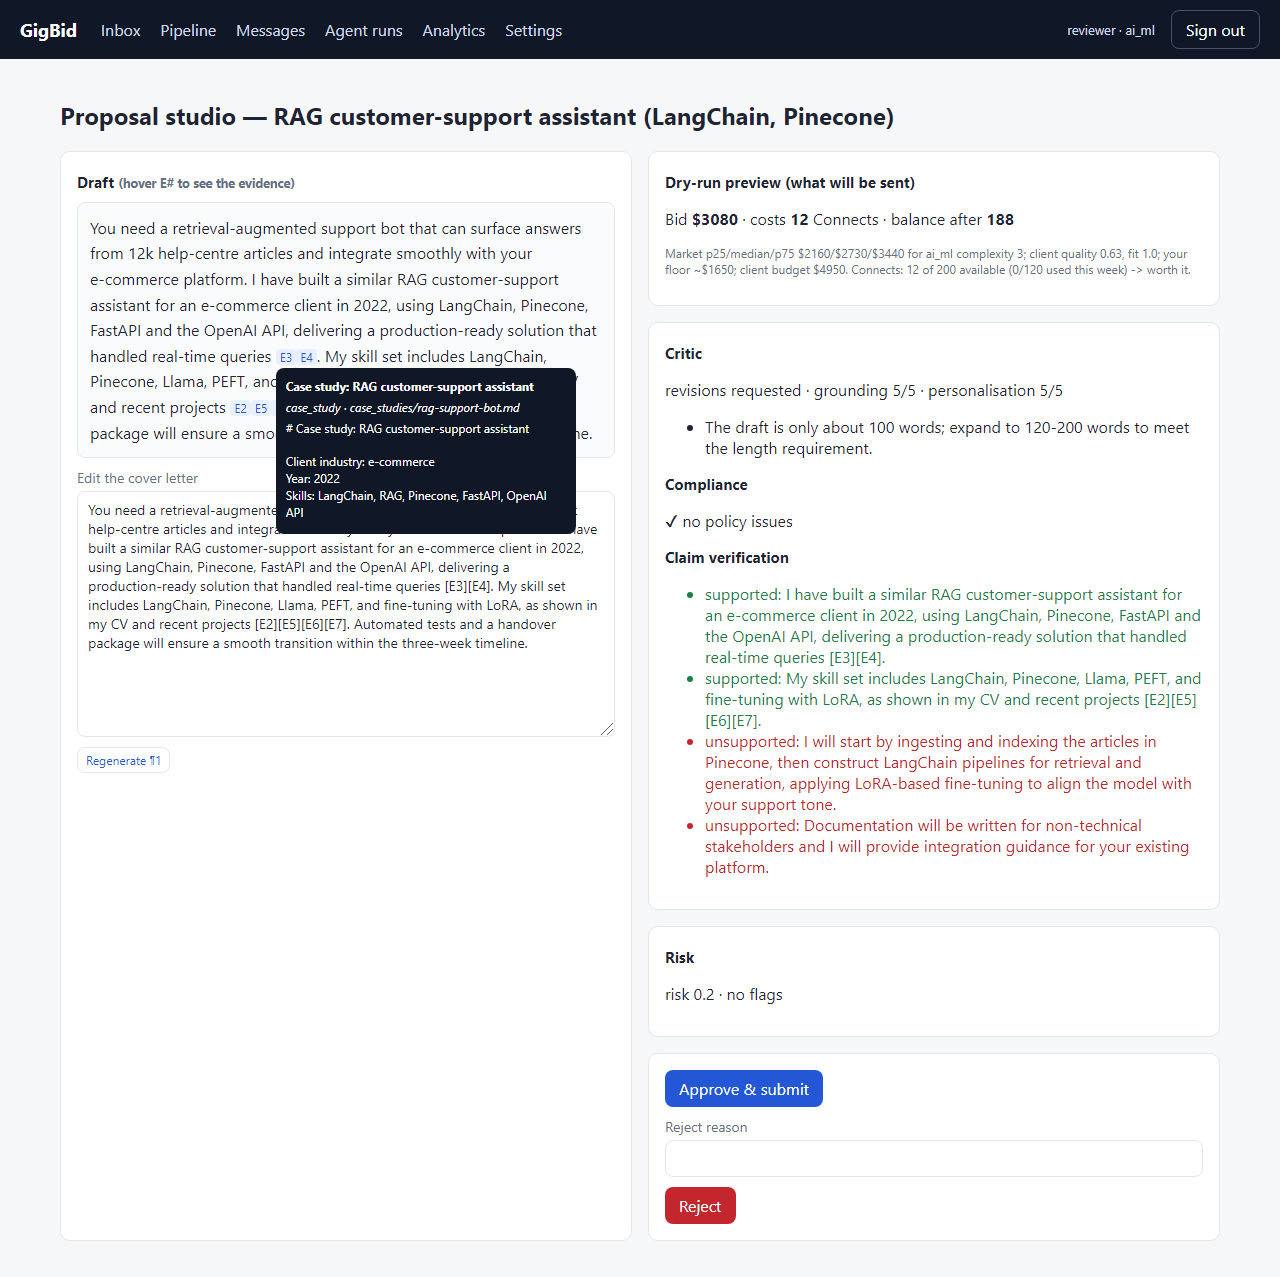 GigBid Inbox Pipeline Messages Agent runs Analytics Settings reviewer · ai_ml Sign out
Proposal studio — RAG customer-support assistant (LangChain, Pinecone)
Draft (hover E# to see the evidence)
You need a retrieval-augmented support bot that can surface answers
from 12k help-centre articles and integrate smoothly with your
e-commerce platform. I have built a similar RAG customer-support
assistant for an e-commerce client in 2022, using LangChain, Pinecone,
FastAPI and the OpenAI API, delivering a production-ready solution that
handled real-time queries E3 E4. My skill set includes LangChain,
Pinecone, Llama, PEFT, and
and recent projects E2 E5
package will ensure a smo ne.
Case study: RAG customer-support assistant
case_study · case_studies/rag-support-bot.md
# Case study: RAG customer-support assistant
Client industry: e-commerce
Year: 2022
Skills: LangChain, RAG, Pinecone, FastAPI, OpenAI
API
Edit the cover letter
You need a retrieval-augmente
help-centre articles and integra ave
built a similar RAG customer-support assistant for an e-commerce client in 2022,
using LangChain, Pinecone, FastAPI and the OpenAI API, delivering a
production-ready solution that handled real-time queries [E3][E4]. My skill set
includes LangChain, Pinecone, Llama, PEFT, and fine-tuning with LoRA, as shown in
my CV and recent projects [E2][E5][E6][E7]. Automated tests and a handover
package will ensure a smooth transition within the three-week timeline.
Regenerate ¶1
Dry-run preview (what will be sent)
Bid $3080 · costs 12 Connects · balance after 188
Market p25/median/p75 $2160/$2730/$3440 for ai_ml complexity 3; client quality 0.63, fit 1.0; your
floor ~$1650; client budget $4950. Connects: 12 of 200 available (0/120 used this week) -> worth it.
Critic
revisions requested · grounding 5/5 · personalisation 5/5
• The draft is only about 100 words; expand to 120-200 words to meet
the length requirement.
Compliance
✓ no policy issues
Claim verification
• supported: I have built a similar RAG customer-support assistant for
an e-commerce client in 2022, using LangChain, Pinecone, FastAPI and
the OpenAI API, delivering a production-ready solution that handled
real-time queries [E3][E4].
• supported: My skill set includes LangChain, Pinecone, Llama, PEFT, and
fine-tuning with LoRA, as shown in my CV and recent projects [E2][E5]
[E6][E7].
• unsupported: I will start by ingesting and indexing the articles in
Pinecone, then construct LangChain pipelines for retrieval and
generation, applying LoRA-based fine-tuning to align the model with
your support tone.
• unsupported: Documentation will be written for non-technical
stakeholders and I will provide integration guidance for your existing
platform.
Risk
risk 0.2 · no flags
Approve & submit
Reject reason
Reject